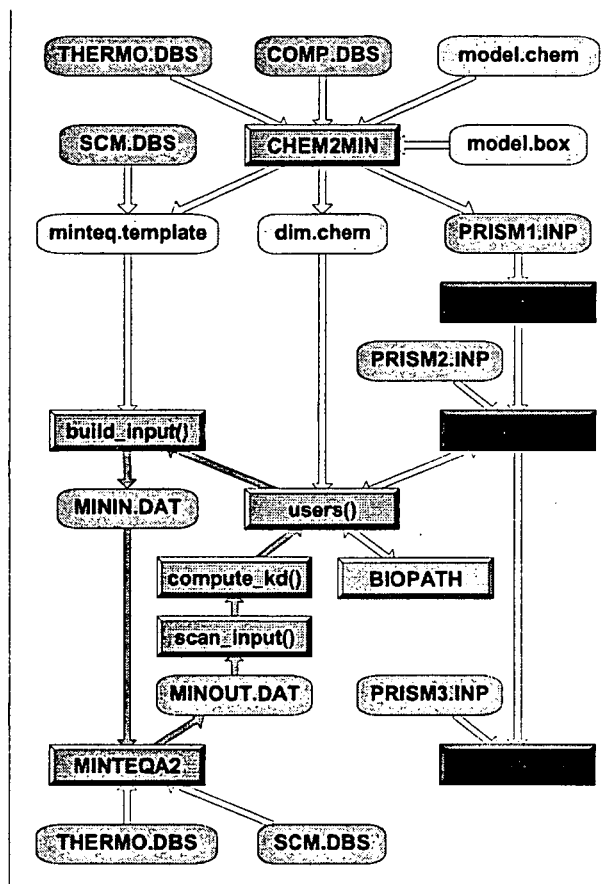 THERMO.DBS
COMP.DBS
model.chem
SCM.DBS
CHEM2MIN
model.box
minteq.template
dim.chem
PRISM1.INP
PRISM2.INP
build_input()
MININ.DAT
users()
compute_kd()
BIOPATH
scan_input()
MINOUT.DAT
PRISM3.INP
MINTEQA2
THERMO.DBS
SCM.DBS